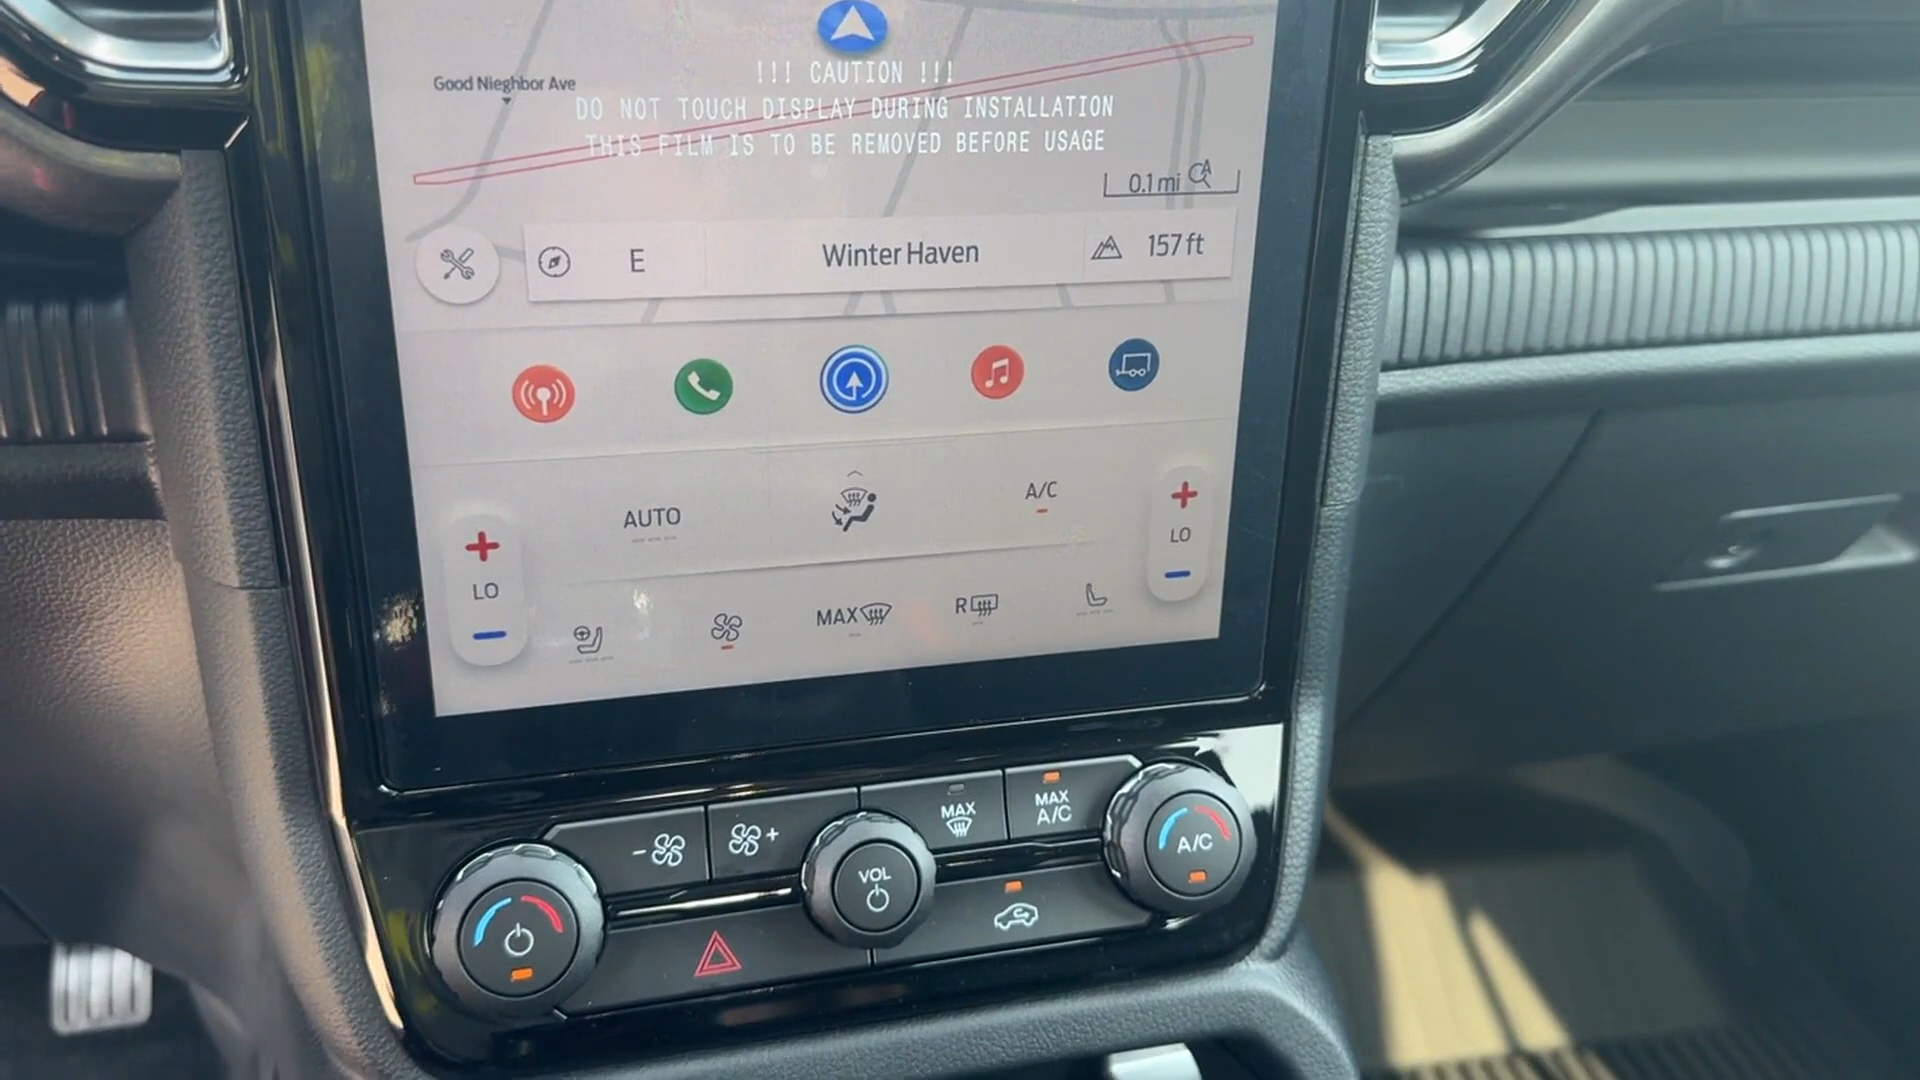 !!! CAUTION !!!
Good Nieghbor Ave
DO NOT TOUCH DISPLAY DURING INSTALLATION
THIS FILM IS TO BE REMOVED BEFORE USAGE
0.1 mi A
E
Winter Haven
157 ft
AUTO
A/C
LO
LO
MAX
R
MAX
MAX
A/C
- 
+
VOL
A/C